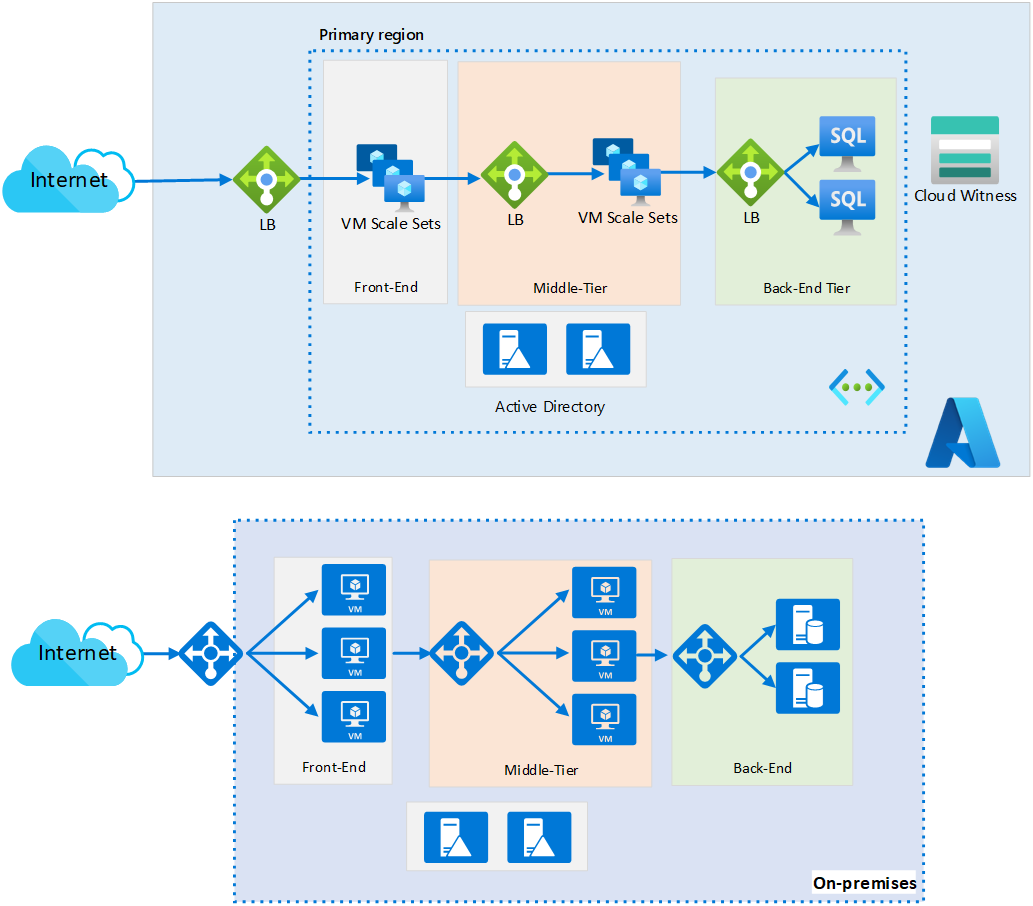 Primary region
Internet
LB
VM Scale Sets
LB
VM Scale Sets
LB
SQL
SQL
Cloud Witness
Front-End
Middle-Tier
Back-End Tier
Active Directory
Internet
VM
VM
VM
VM
VM
VM
Front-End
Middle-Tier
Back-End
On-premises